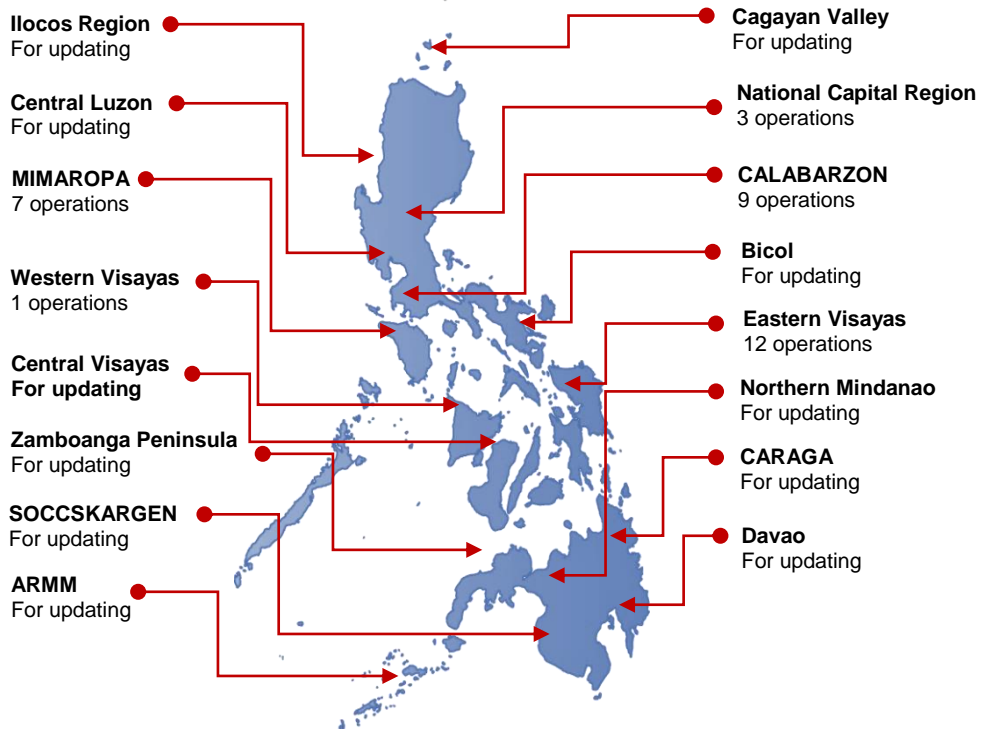 Ilocos Region
For updating
Central Luzon
For updating
MIMAROPA
7 operations
Western Visayas
1 operations
Central Visayas
For updating
Zamboanga Peninsula
For updating
SOCCSKARGEN
For updating
ARMM
For updating
Cagayan Valley
For updating
National Capital Region
3 operations
CALABARZON
9 operations
Bicol
For updating
Eastern Visayas
12 operations
Northern Mindanao
For updating
CARAGA
For updating
Davao
For updating